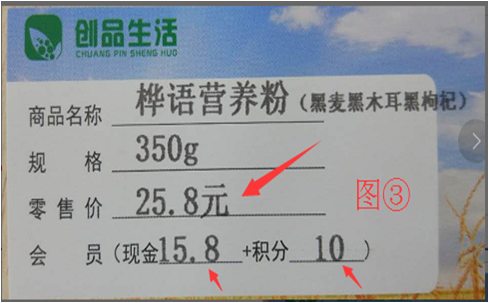 创品生活
CHUANG PIN SHENG HUO
商品名称 桦语营养粉（黑麦黑木耳黑枸杞）
规 格 350g
零 售 价 25.8元
图③
会 员（现金15.8+积分 10 ）